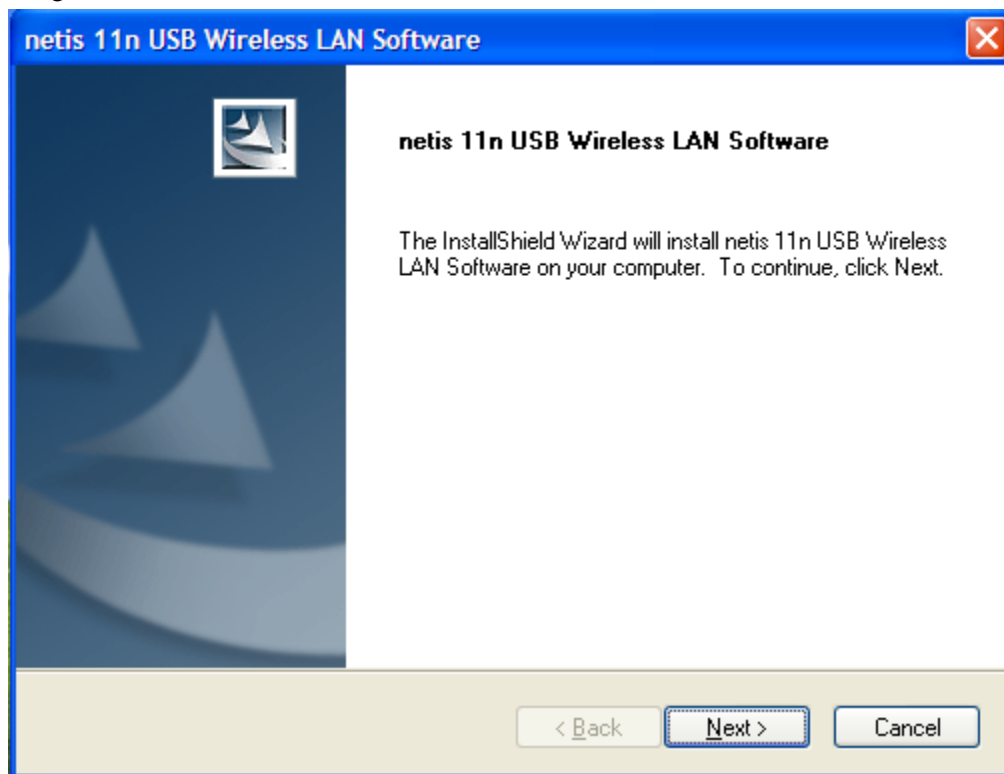 netis 11n USB Wireless LAN Software
netis 11n USB Wireless LAN Software
The InstallShield Wizard will install netis 11n USB Wireless
LAN Software on your computer.  To continue, click Next.
< Back
Next >
Cancel